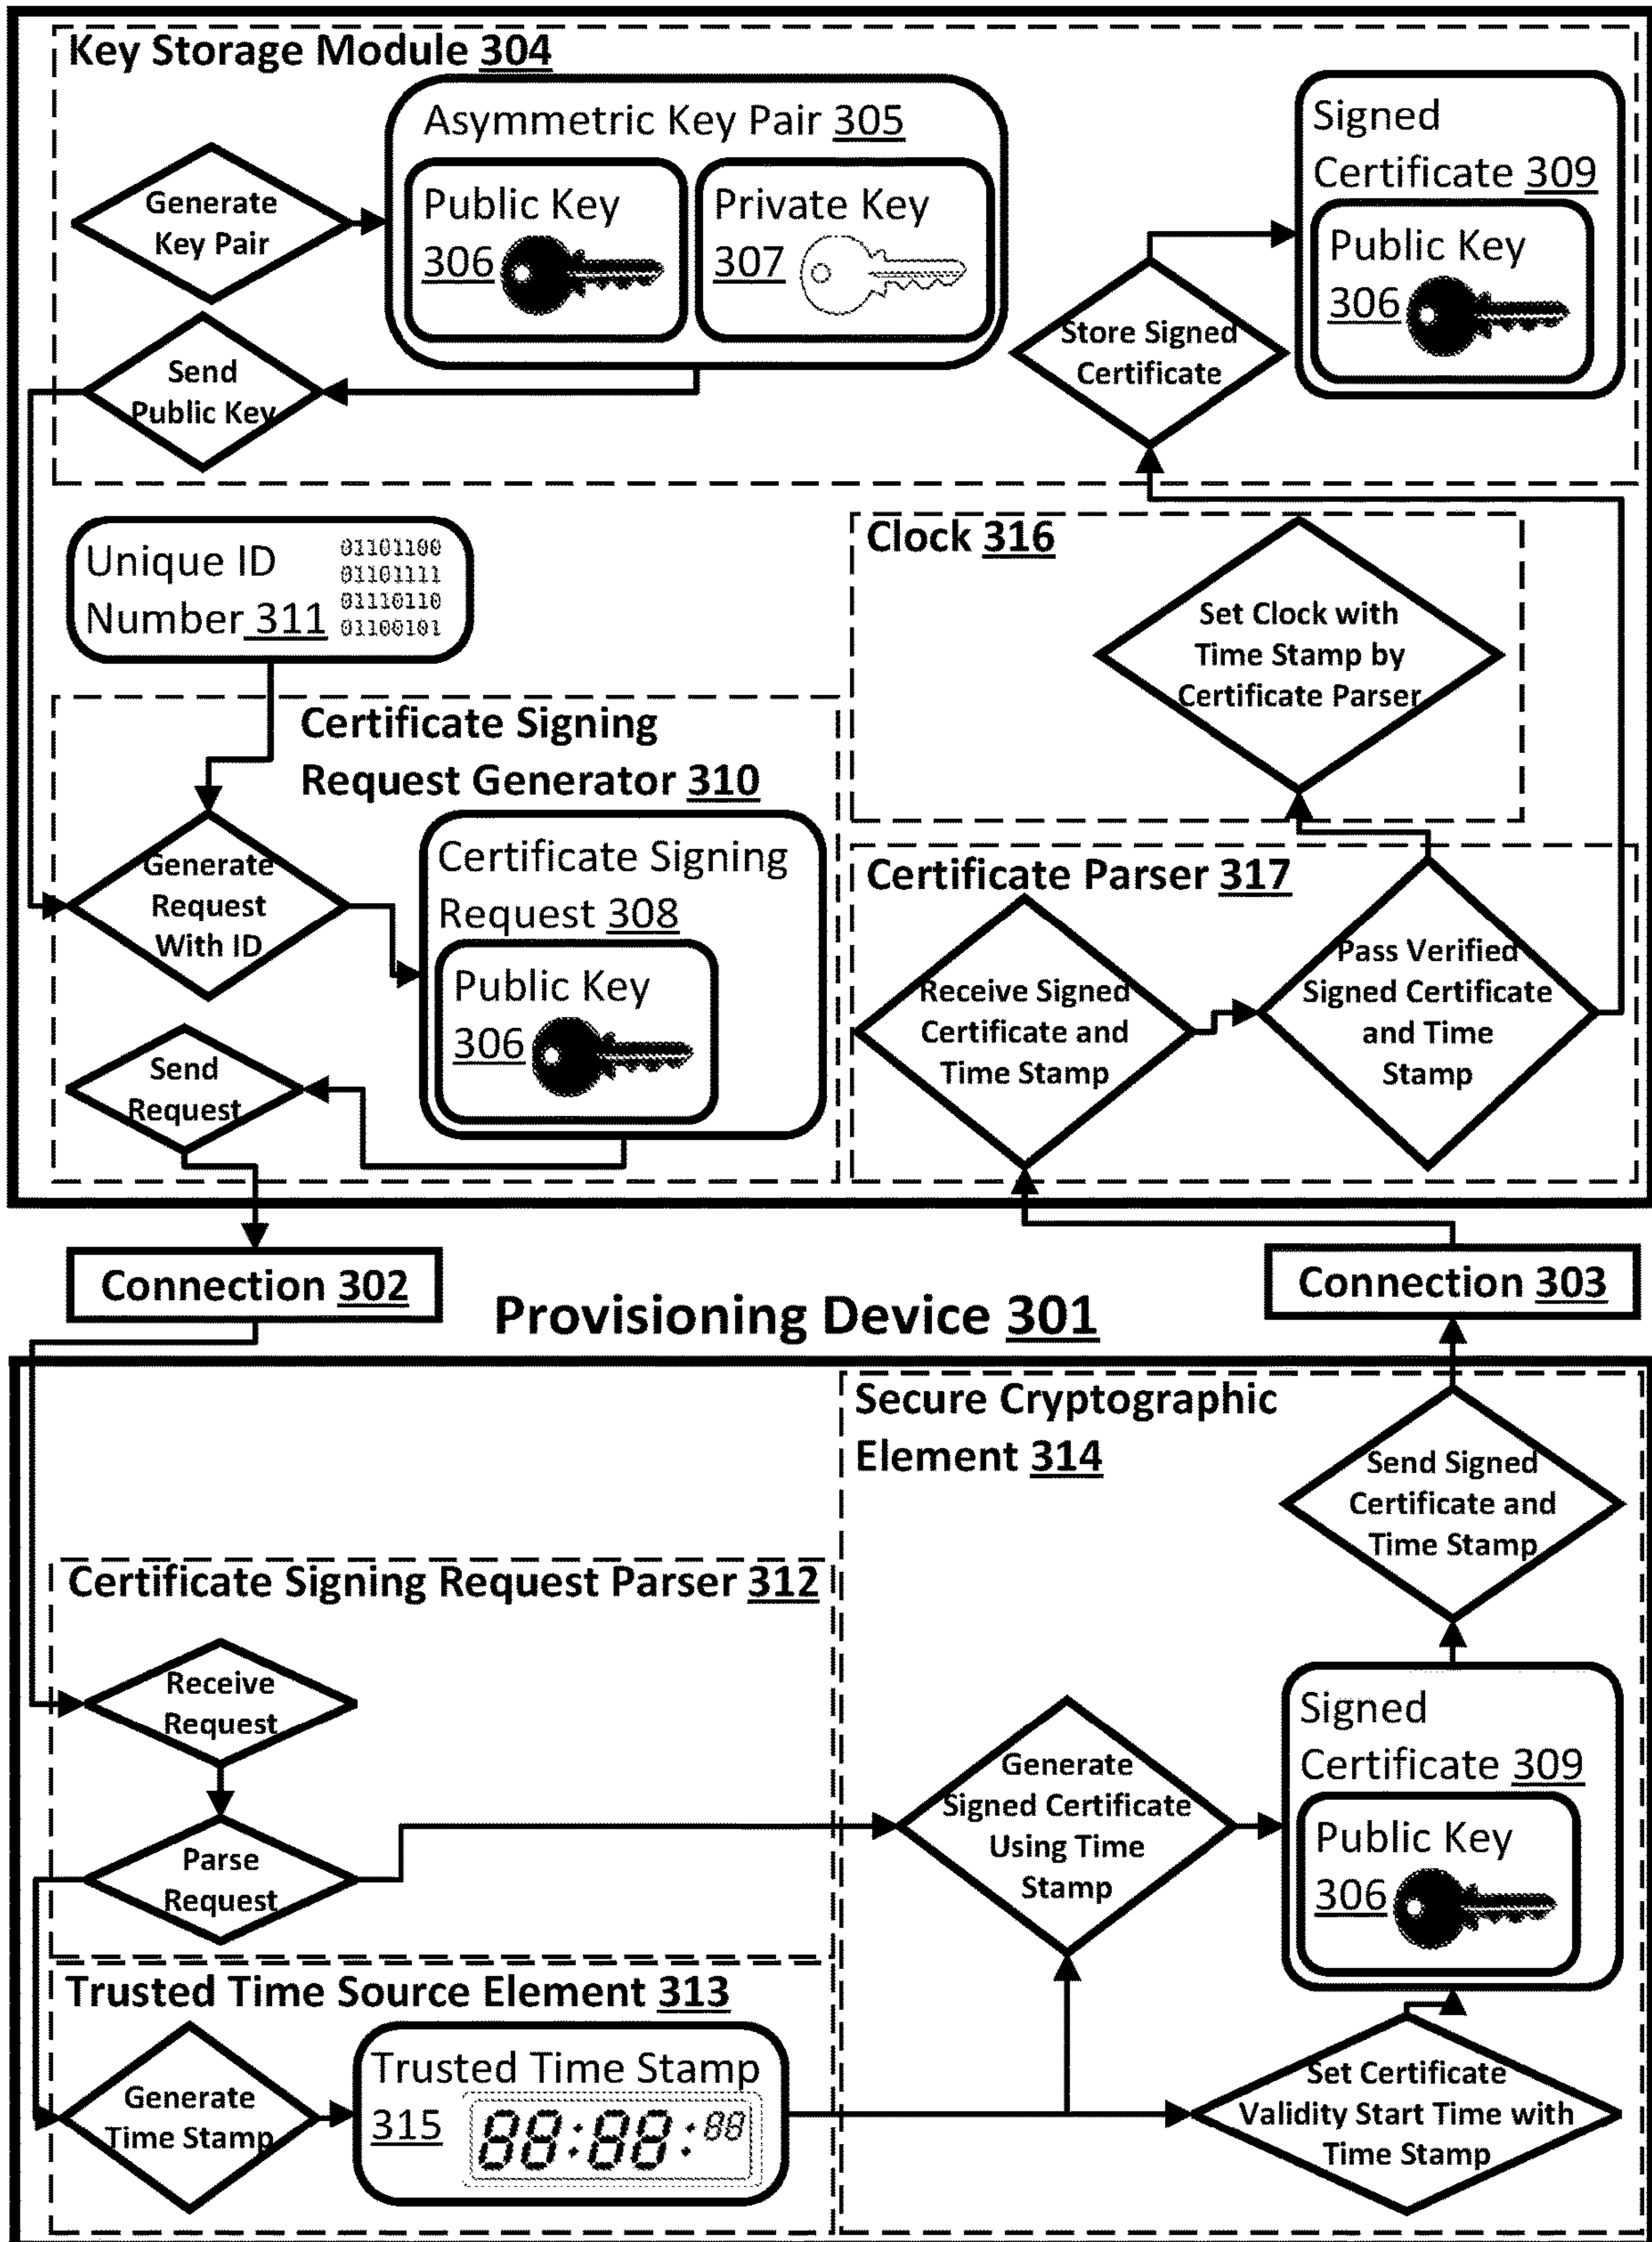 Key Storage Module 304
Asymmetric Key Pair 305
Generate
Key Pair
Public Key
306
Private Key
307
Send
Public Key
Store Signed
Certificate
Signed
Certificate 309
Public Key
306
Unique ID
Number 311
01101100
01101111
01110110
01100101
Clock 316
Set Clock with
Time Stamp by
Certificate Parser
Certificate Signing
Request Generator 310
Generate
Request
With ID
Certificate Signing
Request 308
Public Key
306
Send
Request
Certificate Parser 317
Receive Signed
Certificate and
Time Stamp
Pass Verified
Signed Certificate
and Time
Stamp
Connection 302
Connection 303
Provisioning Device 301
Secure Cryptographic
Element 314
Send Signed
Certificate and
Time Stamp
Certificate Signing Request Parser 312
Receive
Request
Parse
Request
Generate
Signed Certificate
Using Time
Stamp
Signed
Certificate 309
Public Key
306
Trusted Time Source Element 313
Generate
Time Stamp
Trusted Time Stamp
315
88:88:88
Set Certificate
Validity Start Time with
Time Stamp